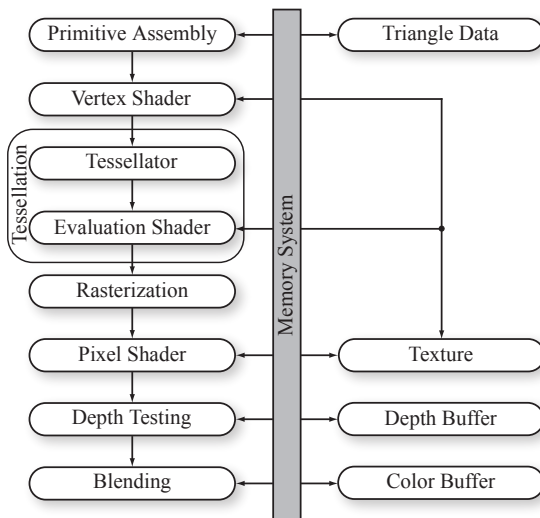 Primitive Assembly
Triangle Data
Vertex Shader
Tessellation
Tessellator
Evaluation Shader
Memory System
Rasterization
Pixel Shader
Texture
Depth Testing
Depth Buffer
Blending
Color Buffer